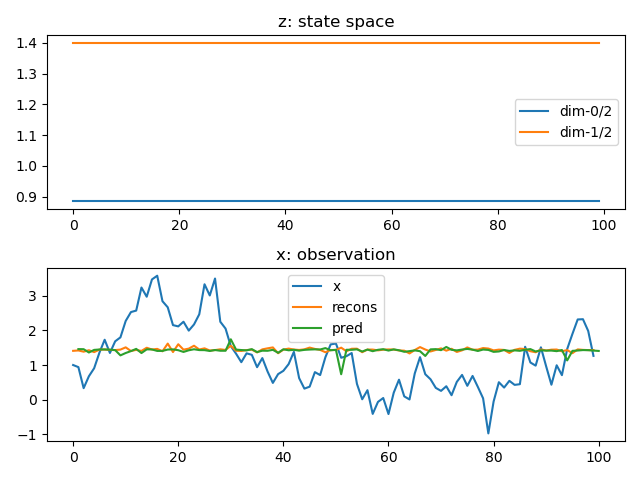 z: state space
1.4
1.3
1.2
1.1
1.0
0.9
dim-0/2
dim-1/2
0 20 40 60 80 100
x: observation
3
2
1
0
−1
x
recons
pred
0 20 40 60 80 100